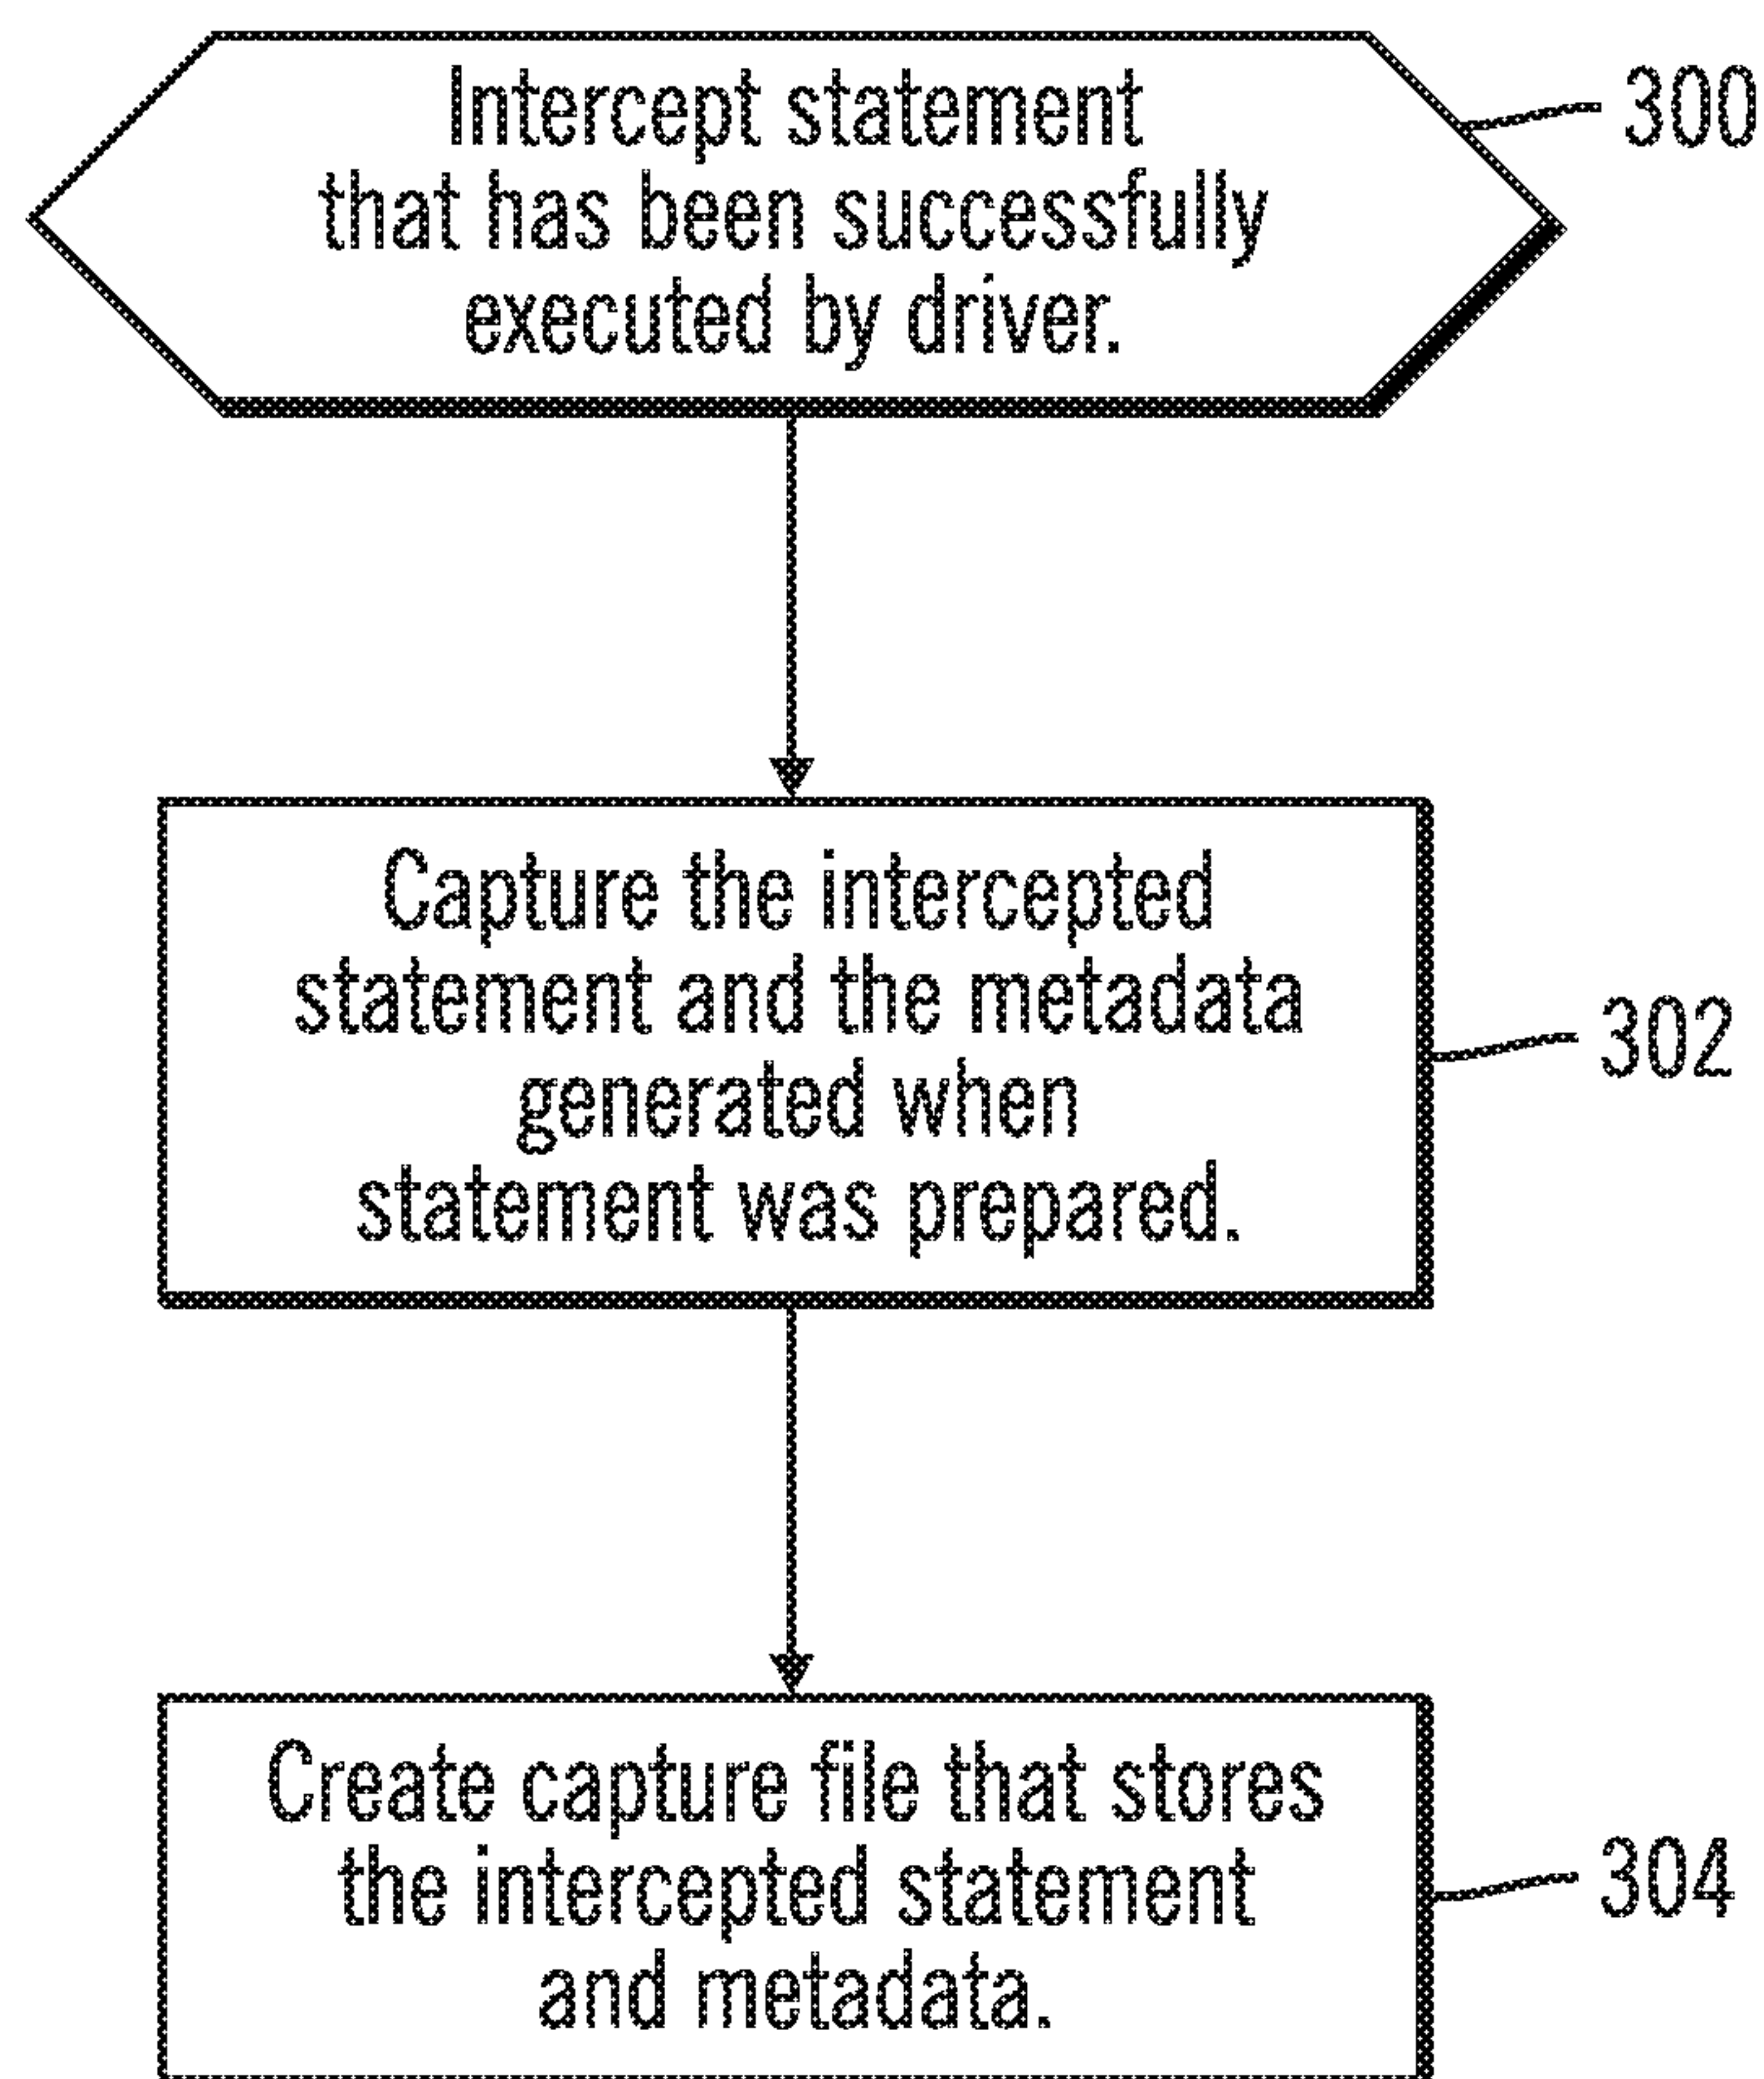 Intercept statement
300
that has been successfully
executed by driver.
Capture the intercepted
statement and the metadata
302
generated when
statement was prepared.
Create capture file that stores
the intercepted statement
304
and metadata.